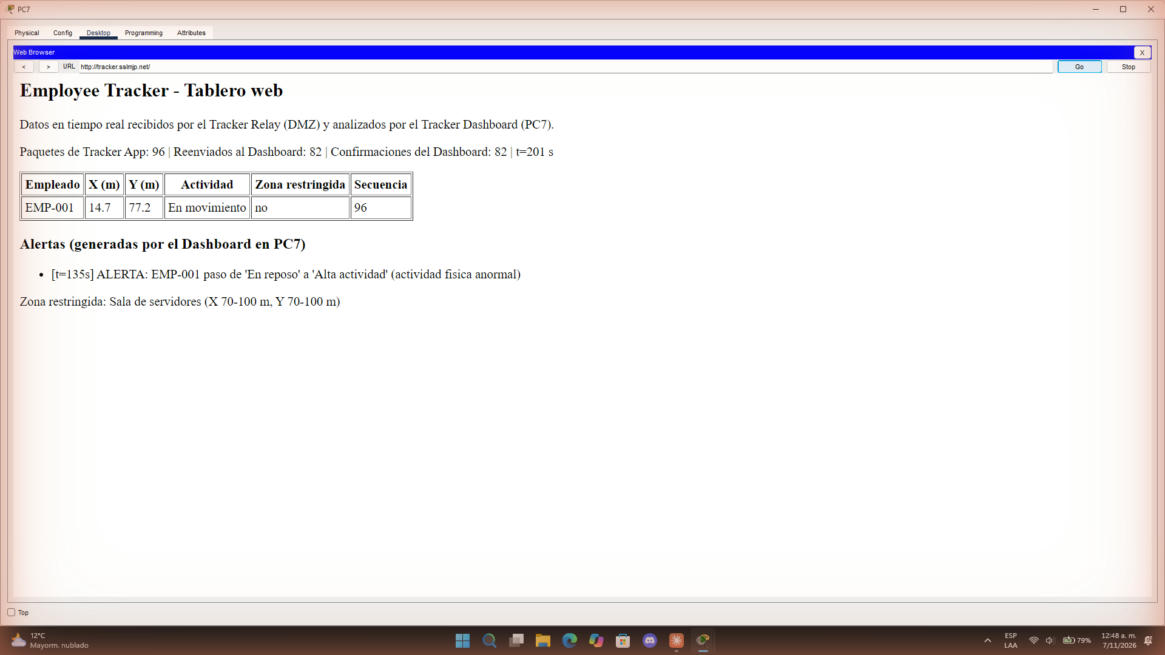 PC7
Physical Config Desktop Programming Attributes
Web Browser X
< > URL http://tracker.sslmjp.net/ Go Stop
Employee Tracker - Tablero web
Datos en tiempo real recibidos por el Tracker Relay (DMZ) y analizados por el Tracker Dashboard (PC7).
Paquetes de Tracker App: 96 | Reenviados al Dashboard: 82 | Confirmaciones del Dashboard: 82 | t=201 s
Empleado X (m) Y (m) Actividad Zona restringida Secuencia
EMP-001 14.7 77.2 En movimiento no 96
Alertas (generadas por el Dashboard en PC7)
• [t=135s] ALERTA: EMP-001 paso de 'En reposo' a 'Alta actividad' (actividad fisica anormal)
Zona restringida: Sala de servidores (X 70-100 m, Y 70-100 m)
Top
12°C
Mayorm. nublado
ESP
LAA
79%
12:48 a. m.
7/11/2026